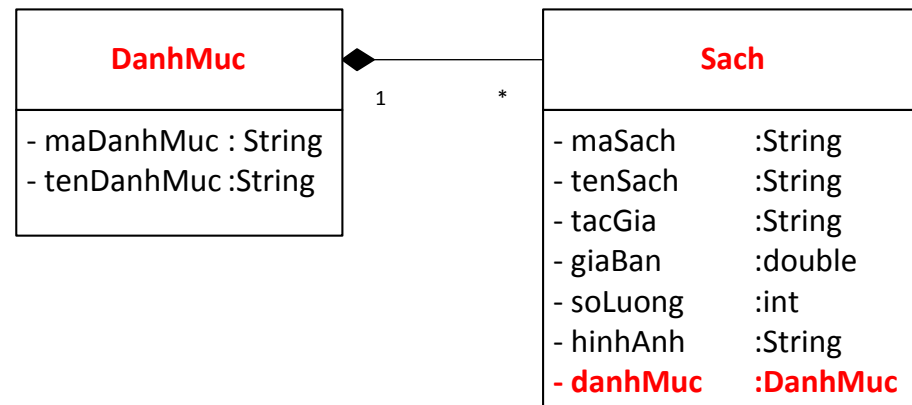 DanhMuc
- maDanhMuc : String
- tenDanhMuc :String
1 *
Sach
- maSach :String
- tenSach :String
- tacGia :String
- giaBan :double
- soLuong :int
- hinhAnh :String
- danhMuc :DanhMuc